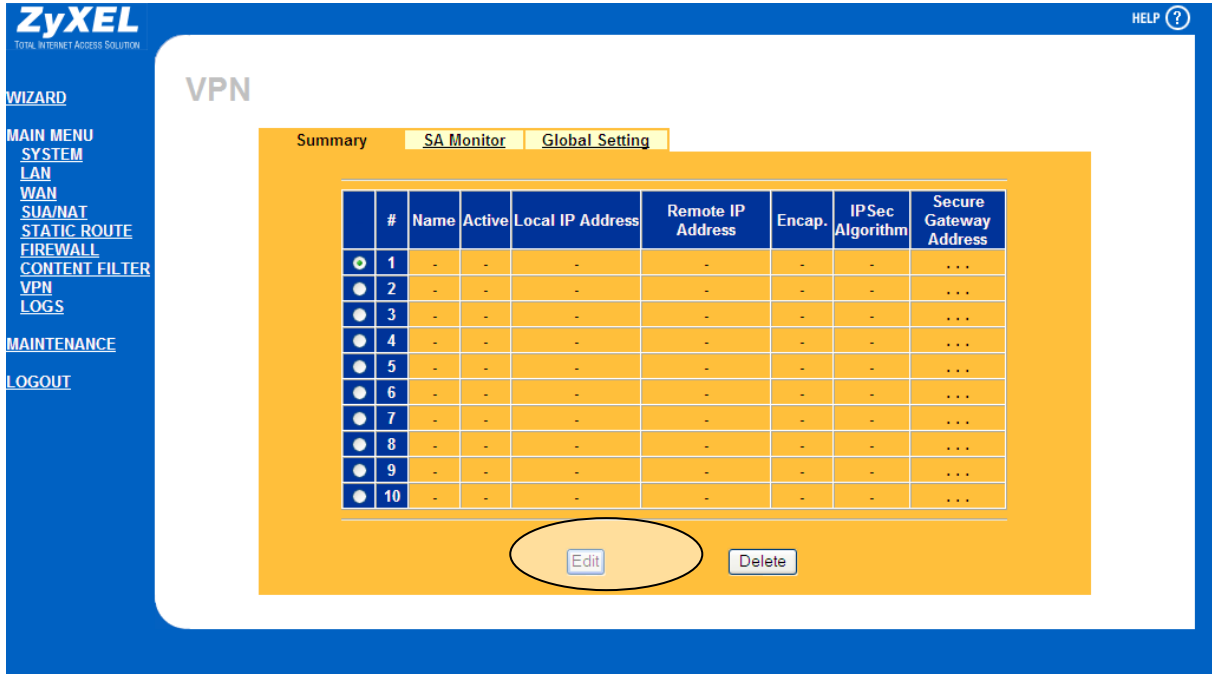 ZyXEL
TOTAL INTERNET ACCESS SOLUTION
HELP ?
WIZARD
MAIN MENU
SYSTEM
LAN
WAN
SUA/NAT
STATIC ROUTE
FIREWALL
CONTENT FILTER
VPN
LOGS
MAINTENANCE
LOGOUT
VPN
Summary SA Monitor Global Setting
# Name Active Local IP Address Remote IP Address Encap. IPSec Algorithm Secure Gateway Address
1 - - - - - - . . .
2 - - - - - - . . .
3 - - - - - - . . .
4 - - - - - - . . .
5 - - - - - - . . .
6 - - - - - - . . .
7 - - - - - - . . .
8 - - - - - - . . .
9 - - - - - - . . .
10 - - - - - - . . .
Edit Delete